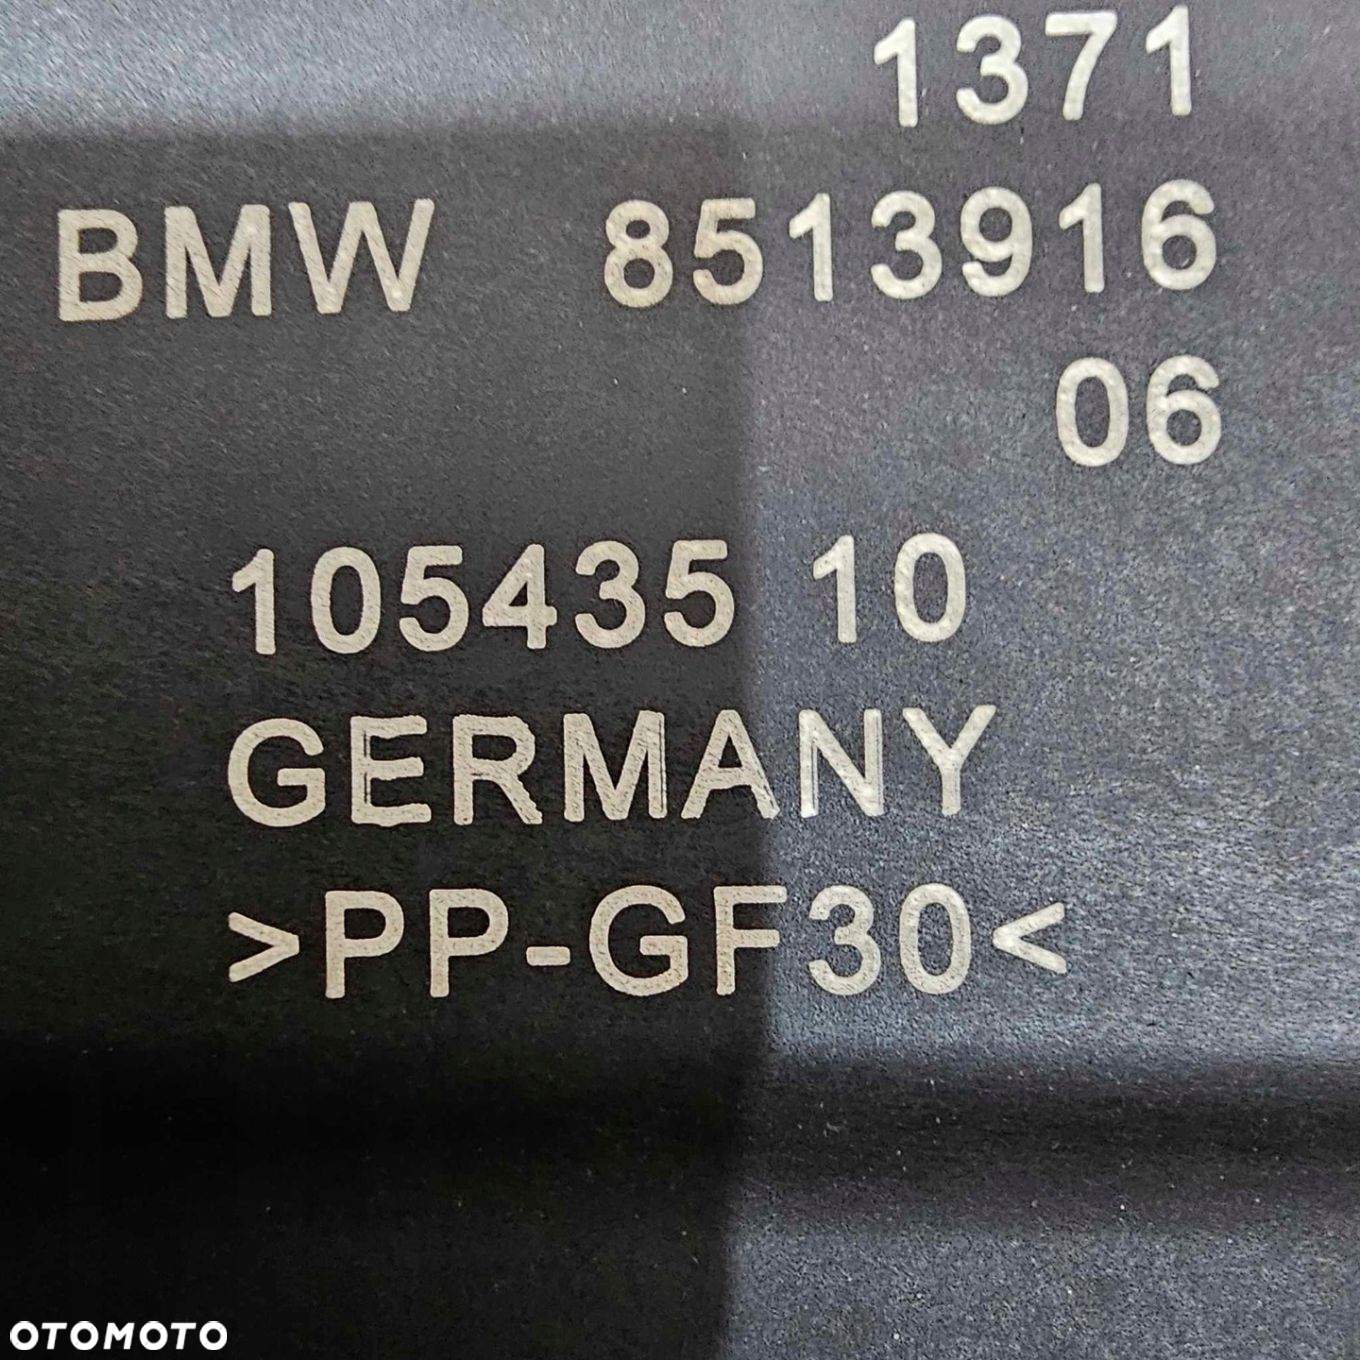 1371
BMW 8513916
06
105435 10
GERMANY
>PP-GF30<
OTOMOTO